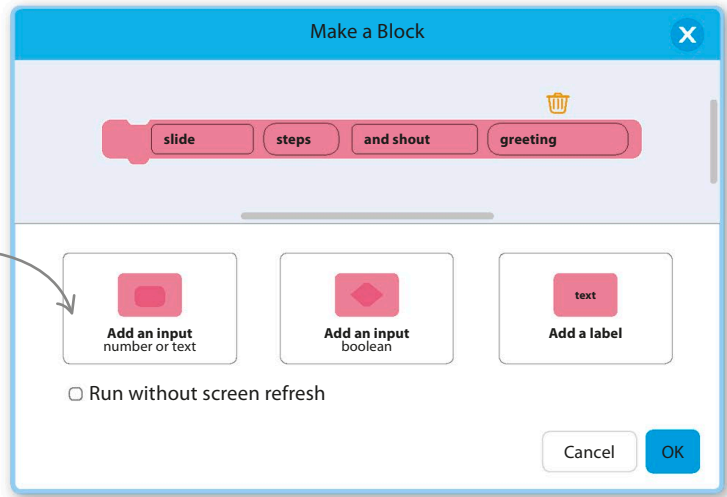 Make a Block
X
slide steps and shout greeting
text
Add an input Add an input Add a label
number or text boolean
Run without screen refresh
Cancel OK